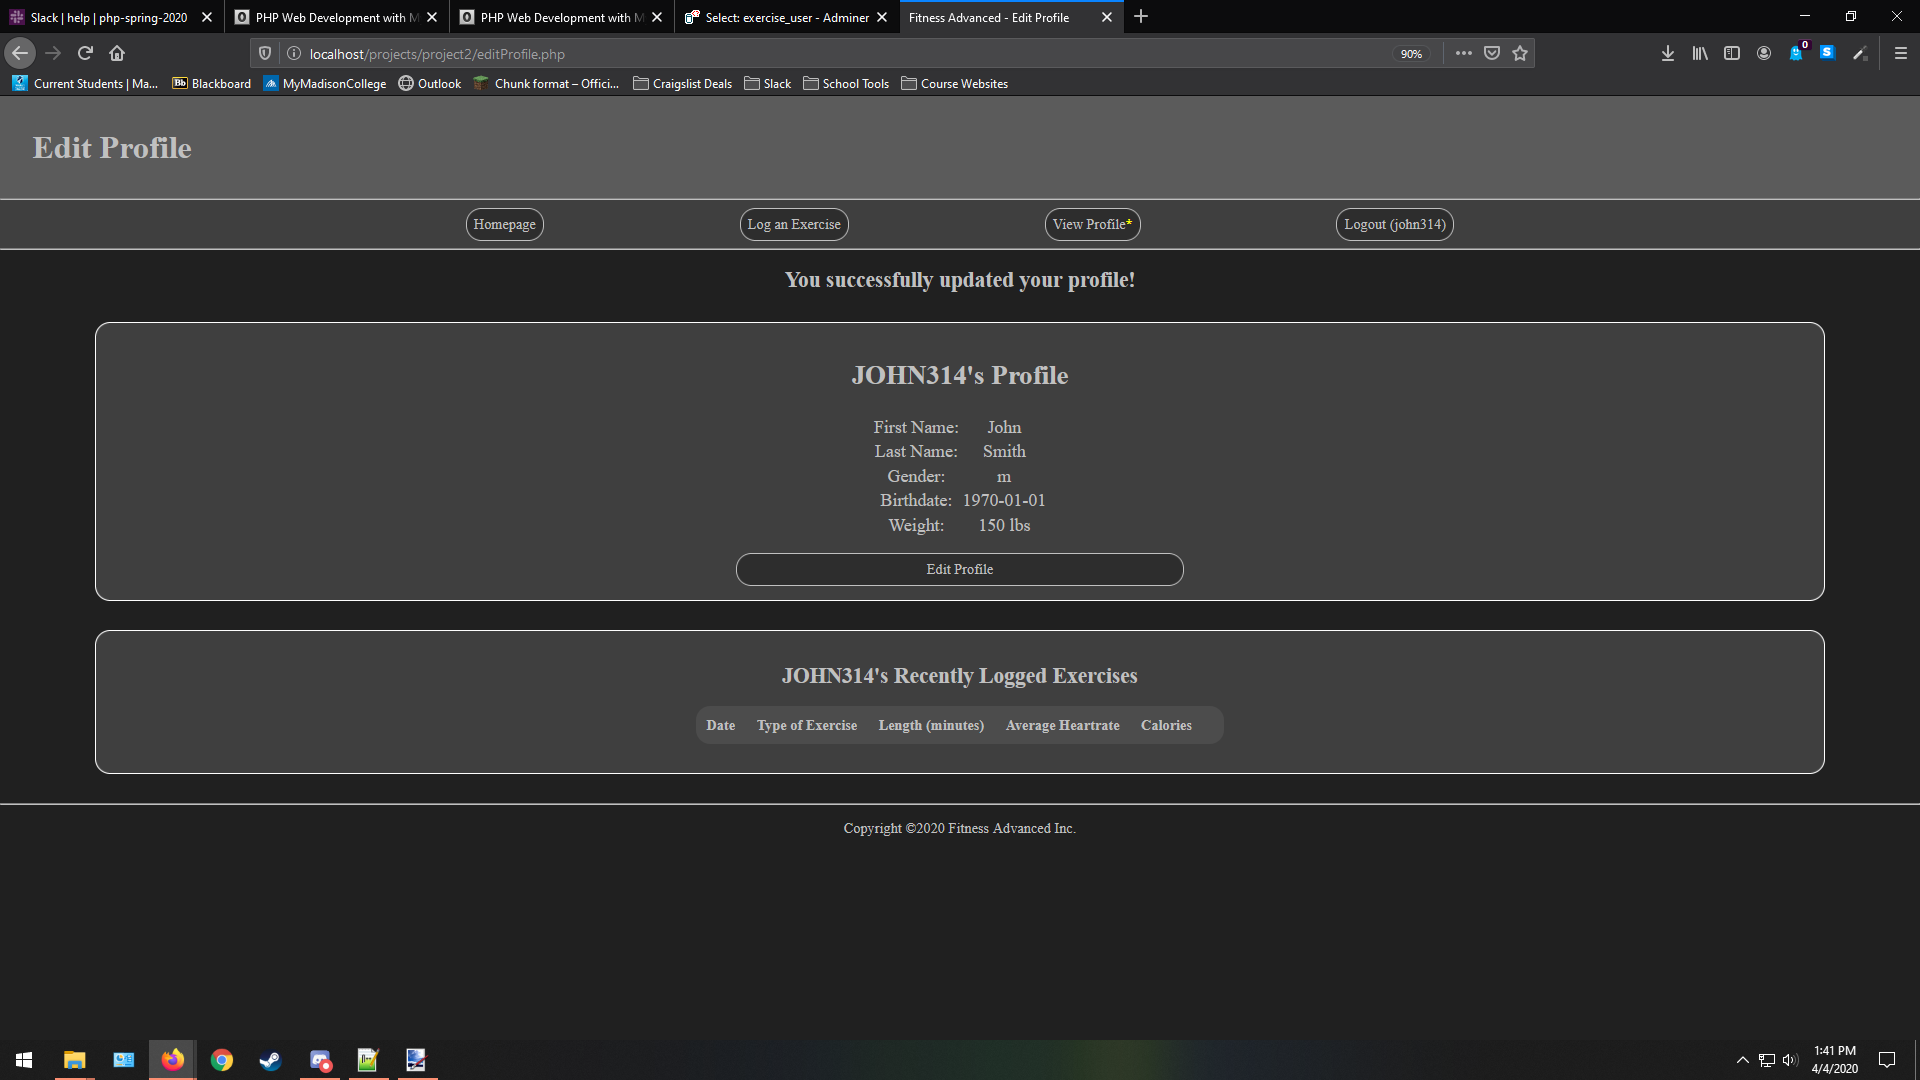 Slack | help | php-spring-2020
PHP Web Development with M
PHP Web Development with M
Select: exercise_user - Adminer
Fitness Advanced - Edit Profile
localhost/projects/project2/editProfile.php
90%
0
S
Current Students | Ma...
Bb Blackboard
MyMadisonCollege
Outlook
Chunk format – Offici...
Craigslist Deals
Slack
School Tools
Course Websites
Edit Profile
Homepage
Log an Exercise
View Profile*
Logout (john314)
You successfully updated your profile!
JOHN314's Profile
First Name: John
Last Name: Smith
Gender: m
Birthdate: 1970-01-01
Weight: 150 lbs
Edit Profile
JOHN314's Recently Logged Exercises
Date Type of Exercise Length (minutes) Average Heartrate Calories
Copyright ©2020 Fitness Advanced Inc.
1:41 PM
4/4/2020